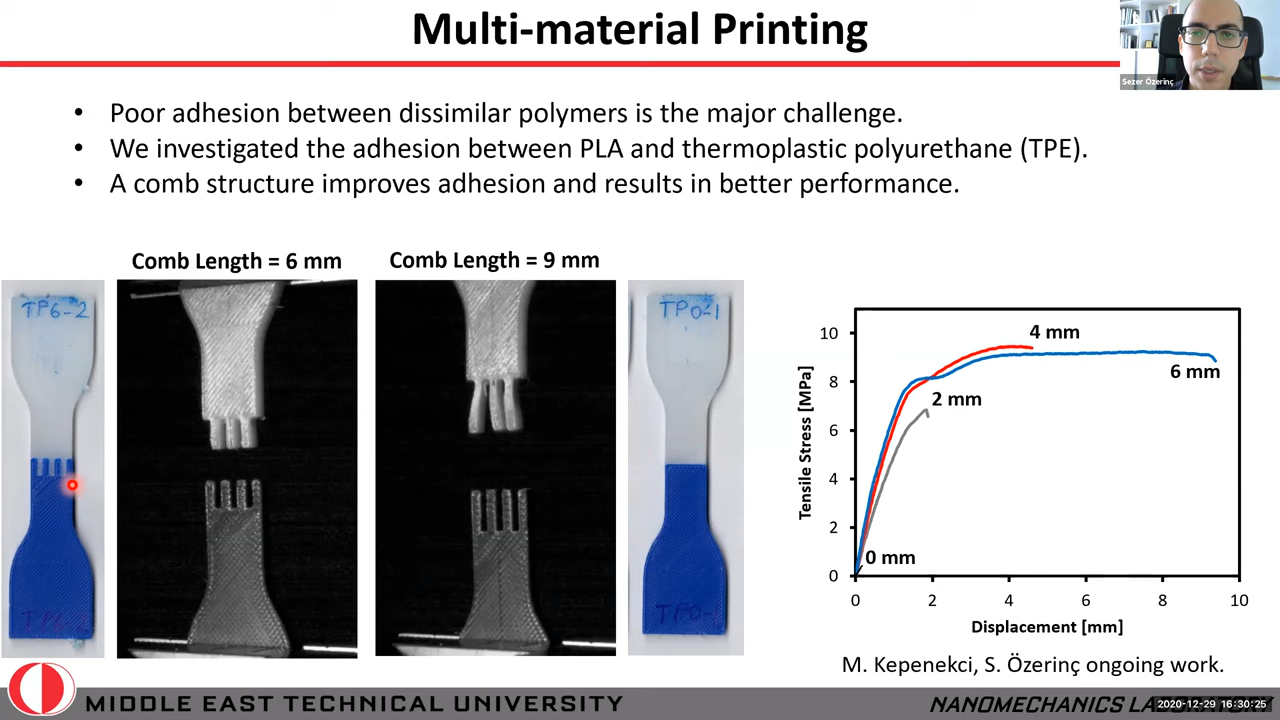 Multi-material Printing
Sezer Özerinç
• Poor adhesion between dissimilar polymers is the major challenge.
• We investigated the adhesion between PLA and thermoplastic polyurethane (TPE).
• A comb structure improves adhesion and results in better performance.
Comb Length = 6 mm
Comb Length = 9 mm
TP6-2
TP0-1
Tensile Stress [MPa]
10
8
6
4
2
0
4 mm
6 mm
2 mm
0 mm
0 2 4 6 8 10
Displacement [mm]
M. Kepenekci, S. Özerinç ongoing work.
MIDDLE EAST TECHNICAL UNIVERSITY
NANOMECHANICS
2020-12-29 16:30:25